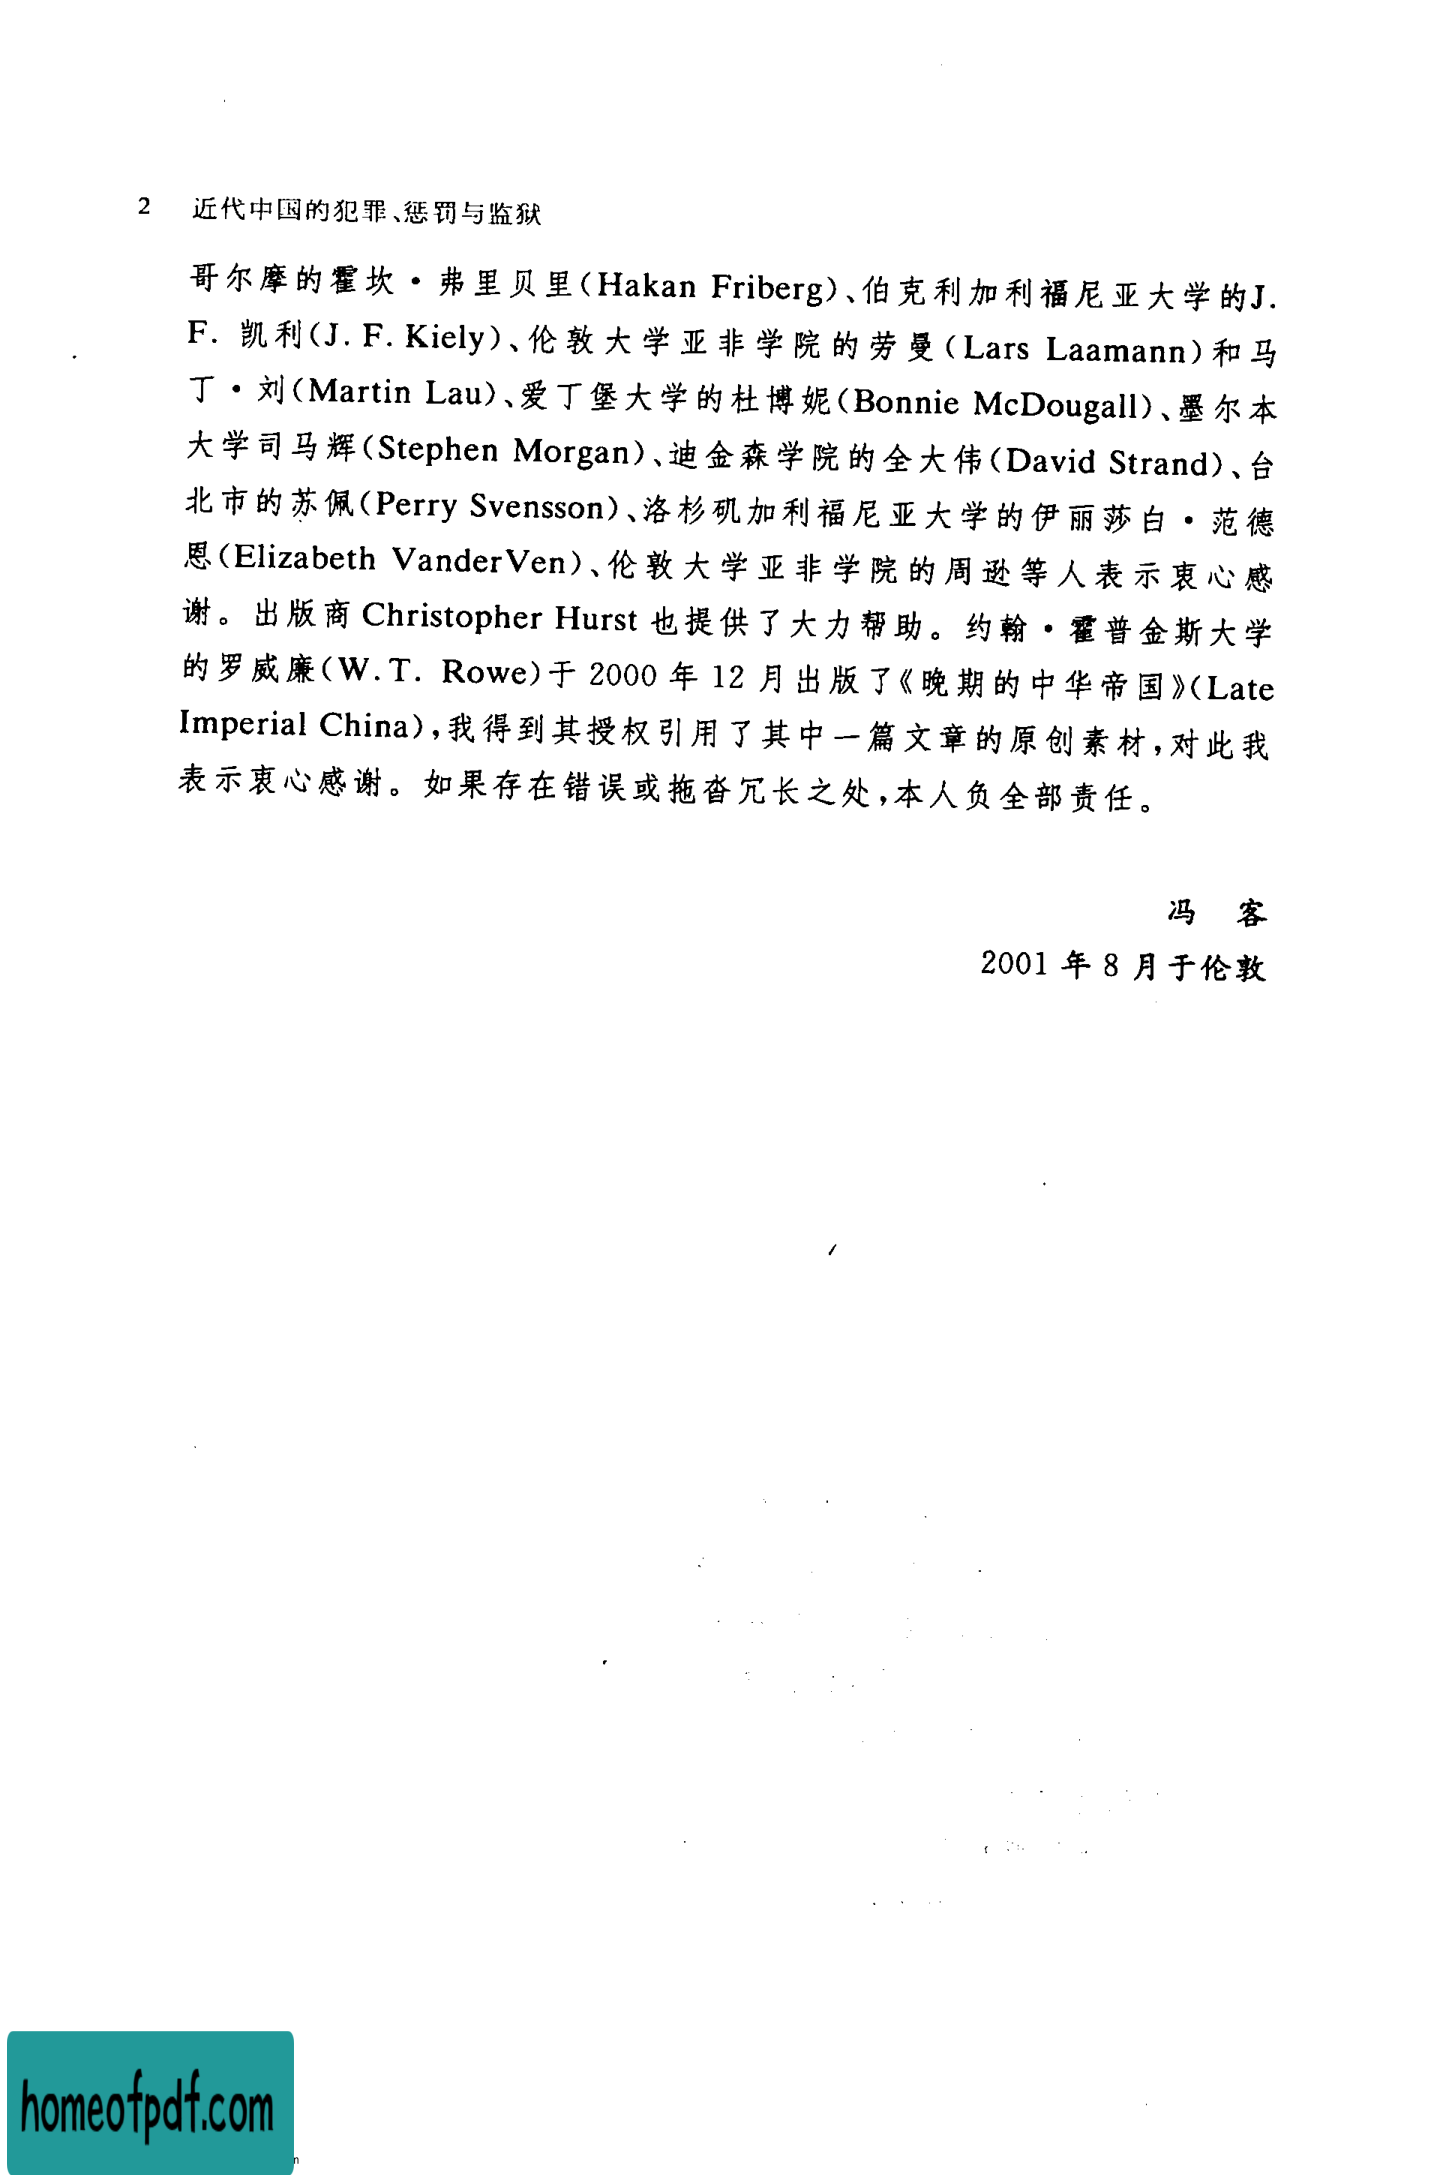 2 近代中国的犯罪、惩罚与监狱
哥尔摩的霍坎·弗里贝里(Hakan Friberg)、伯克利加利福尼亚大学的J.
F. 凯利(J. F. Kiely)、伦敦大学亚非学院的劳曼(Lars Laamann)和马
丁·刘(Martin Lau)、爱丁堡大学的杜博妮(Bonnie McDougall)、墨尔本
大学司马辉(Stephen Morgan)、迪金森学院的全大伟(David Strand)、台
北市的苏佩(Perry Svensson)、洛杉矶加利福尼亚大学的伊丽莎白·范德
恩(Elizabeth VanderVen)、伦敦大学亚非学院的周逊等人表示衷心感
谢。出版商 Christopher Hurst 也提供了大力帮助。约翰·霍普金斯大学
的罗威廉(W. T. Rowe)于 2000 年 12 月出版了《晚期的中华帝国》(Late
Imperial China),我得到其授权引用了其中一篇文章的原创素材,对此我
表示衷心感谢。如果存在错误或拖沓冗长之处,本人负全部责任。
冯 客
2001 年 8 月于伦敦
homeofpdf.com